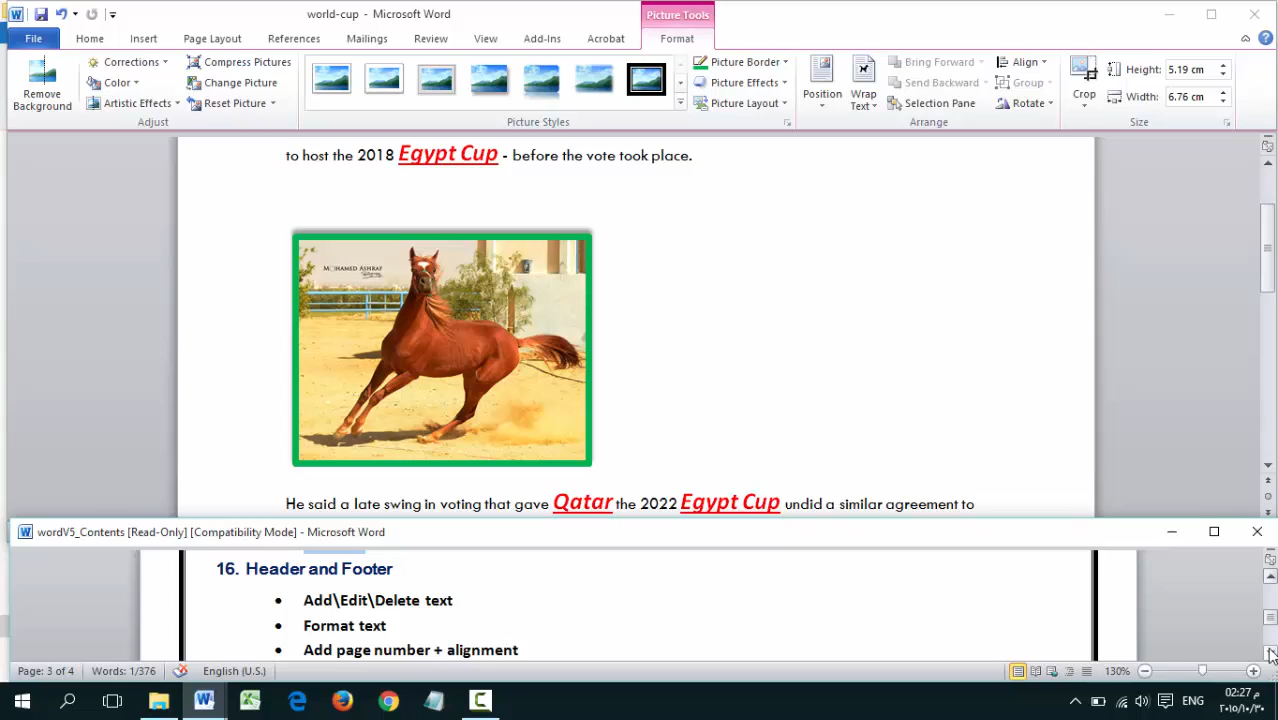 world-cup - Microsoft Word
Picture Tools
File Home Insert Page Layout References Mailings Review View Add-Ins Acrobat Format
Remove Background
Corrections
Color
Artistic Effects
Compress Pictures
Change Picture
Reset Picture
Adjust
Picture Styles
Picture Border
Picture Effects
Picture Layout
Position
Wrap Text
Bring Forward
Send Backward
Selection Pane
Align
Group
Rotate
Arrange
Crop
Height: 5.19 cm
Width: 6.76 cm
Size
to host the 2018 Egypt Cup - before the vote took place.
MOHAMED ASHRAF
He said a late swing in voting that gave Qatar the 2022 Egypt Cup undid a similar agreement to
wordV5_Contents [Read-Only] [Compatibility Mode] - Microsoft Word
16. Header and Footer
• Add\Edit\Delete text
• Format text
• Add page number + alignment
Page: 3 of 4 Words: 1/376 English (U.S.) 130%
ENG
02:27 م
٢٠١٥/١٠/٣٠